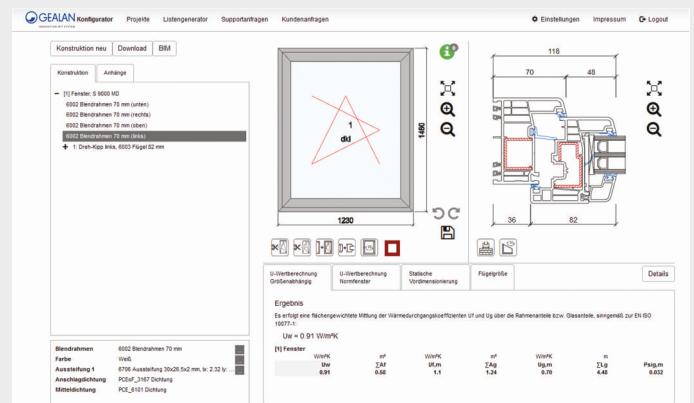 GEALAN Konfigurator Projekte Listengenerator Supportanfragen Kundenanfragen Einstellungen Impressum Logout
Konstruktion neu Download BIM
Konstruktion Anhänge
[1] Fenster, S 9000 MD
6002 Blendrahmen 70 mm (unten)
6002 Blendrahmen 70 mm (rechts)
6002 Blendrahmen 70 mm (oben)
6002 Blendrahmen 70 mm (links)
1: Dreh-Kipp links, 6003 Flügel 82 mm
Blendrahmen 6002 Blendrahmen 70 mm
Farbe Weiß
Aussteifung 1 6796 Aussteifung 30x26.5x2 mm, Ix: 2.32 Iy: ...
Anschlagdichtung PCEoF_3167 Dichtung
Mitteldichtung PCE_6101 Dichtung
1
dkl
1480
1230
118
70 48
36 82
U-Wertberechnung
Größenabhängig
U-Wertberechnung
Normfenster
Statische
Vordimensionierung
Flügelgröße
Details
Ergebnis
Es erfolgt eine flächengewichtete Mittlung der Wärmedurchgangskoeffizienten Uf und Ug über die Rahmenanteile bzw. Glasanteile, sinngemäß zur EN ISO
10077-1:
Uw = 0.91 W/m²K
[1] Fenster
W/m²K m² W/m²K m² W/m²K m
Uw ∑Af Uf,m ∑Ag Ug,m ∑Lg Psig,m
0.91 0.58 1.1 1.24 0.70 4.48 0.032